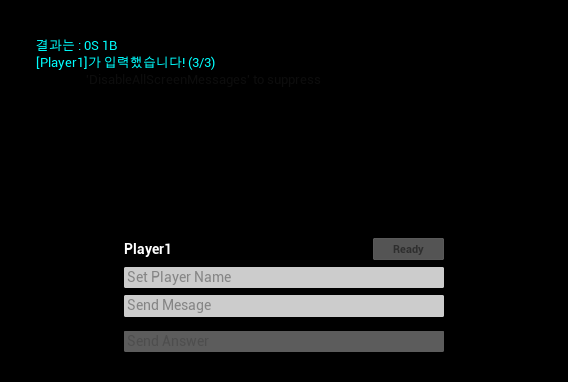 결과는 : 0S 1B
[Player1]가 입력했습니다! (3/3)
"DisableAllScreenMessages" to suppress
Player1
Ready
Set Player Name
Send Mesage
Send Answer